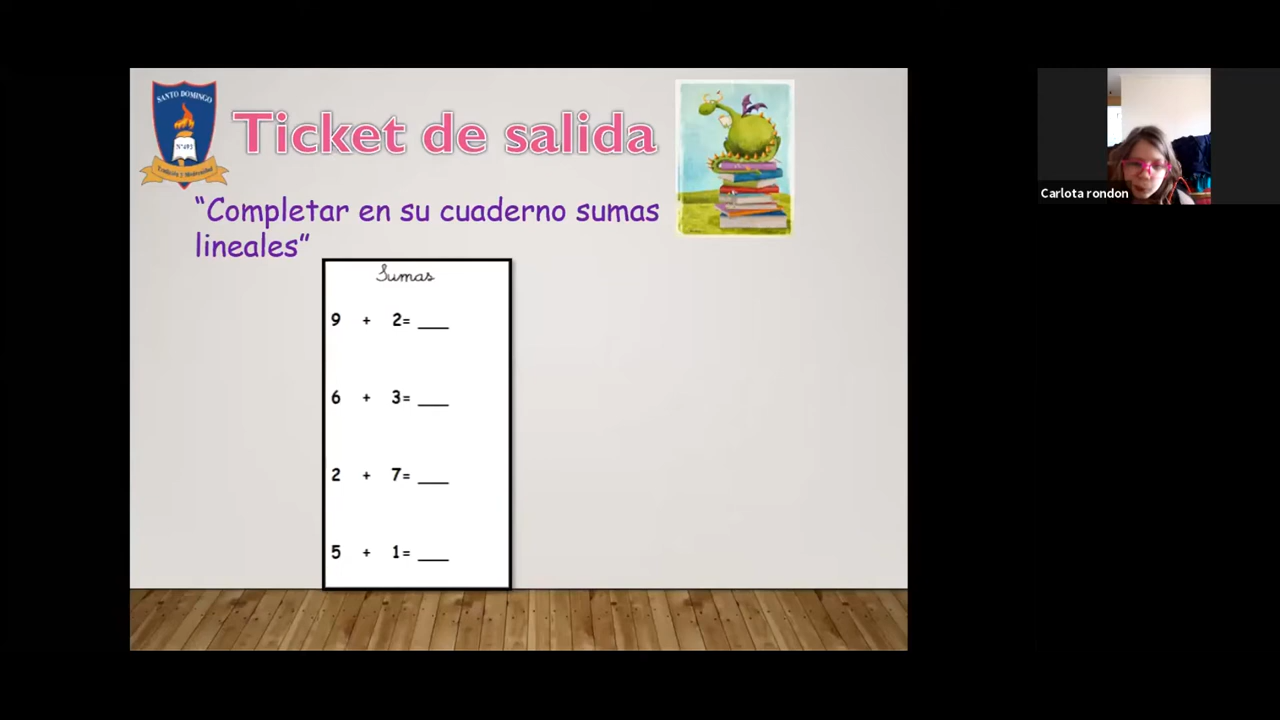 SANTO DOMINGO
Ticket de salida
“Completar en su cuaderno sumas
lineales”
Sumas
9 + 2= ___
6 + 3= ___
2 + 7= ___
5 + 1= ___
Carlota rondon